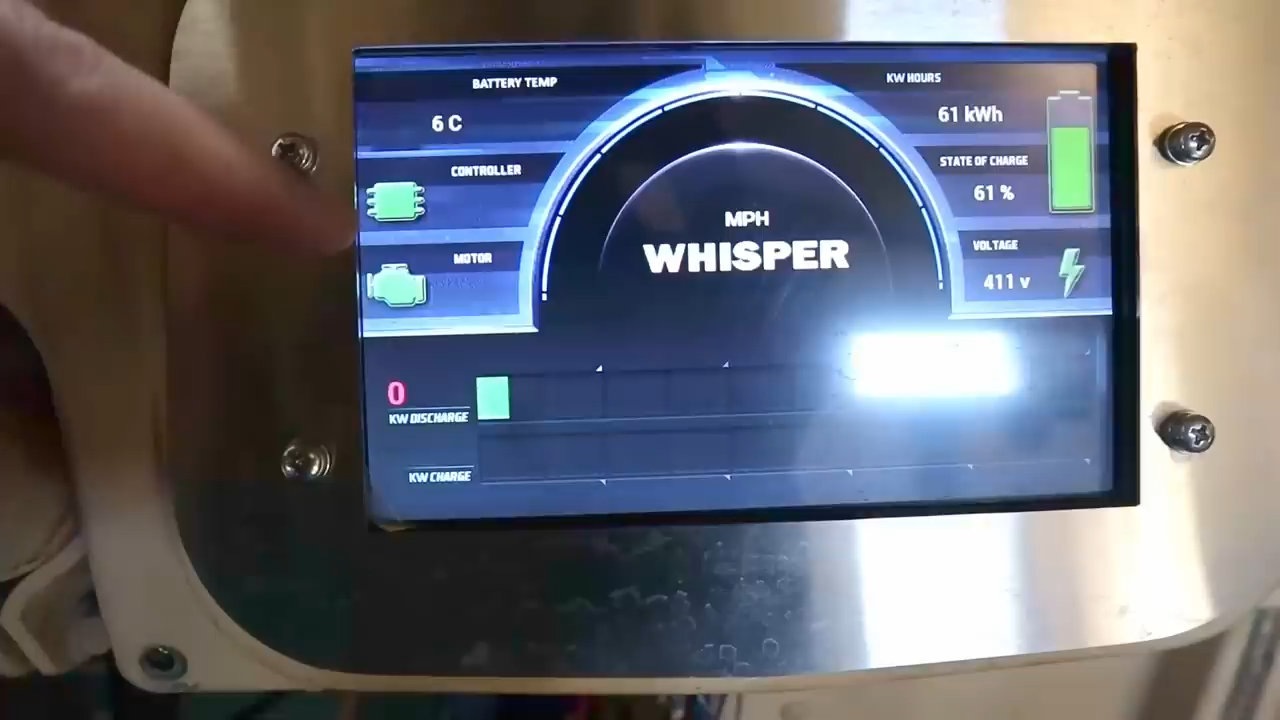 BATTERY TEMP
6 C
CONTROLLER
MOTOR
MPH
WHISPER
KW HOURS
61 kWh
STATE OF CHARGE
61 %
VOLTAGE
411 v
0
KW DISCHARGE
KW CHARGE